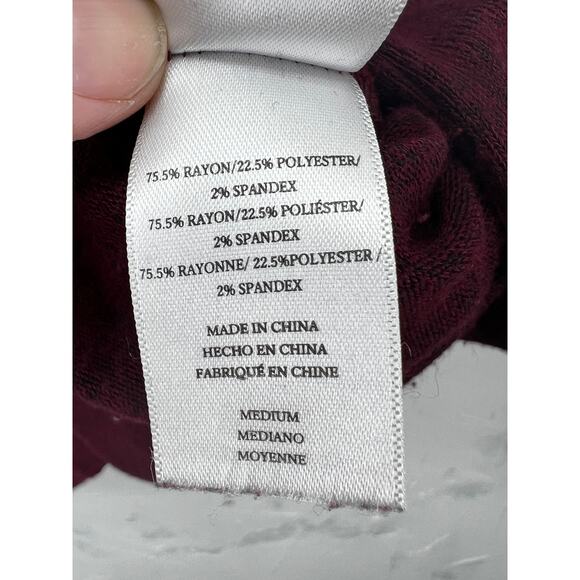 75.5% RAYON/22.5% POLYESTER/
2% SPANDEX
75.5% RAYON/22.5% POLIÉSTER/
2% SPANDEX
75.5% RAYONNE/ 22.5%POLYESTER /
2% SPANDEX
MADE IN CHINA
HECHO EN CHINA
FABRIQUÉ EN CHINE
MEDIUM
MEDIANO
MOYENNE